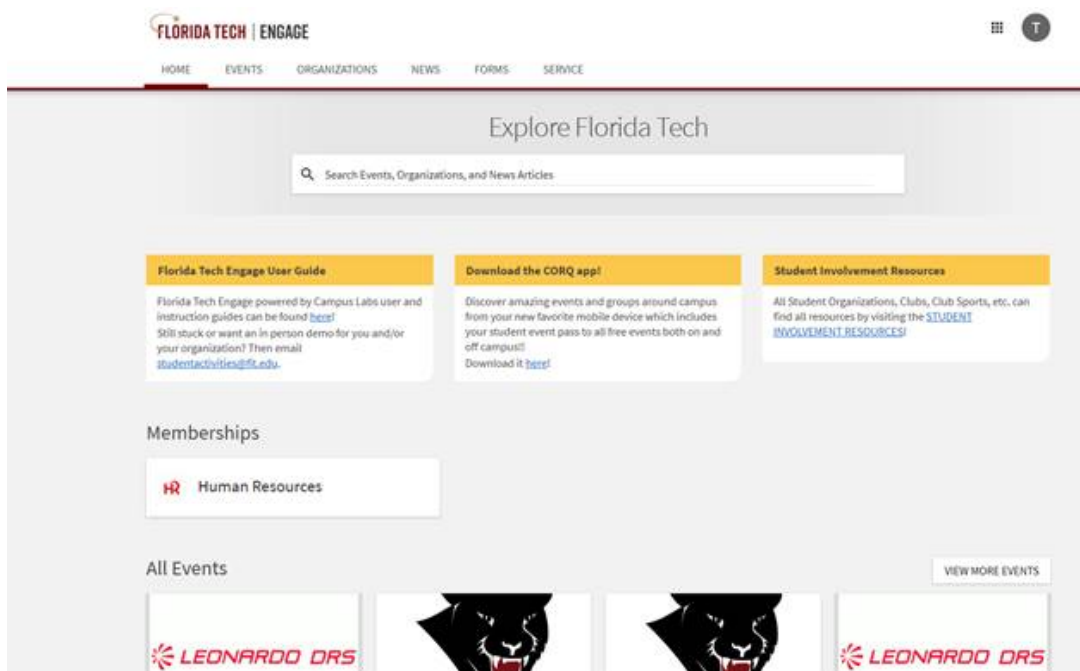 FLORIDA TECH | ENGAGE
T
HOME EVENTS ORGANIZATIONS NEWS FORMS SERVICE
Explore Florida Tech
Search Events, Organizations, and News Articles
Florida Tech Engage User Guide
Florida Tech Engage powered by Campus Labs user and
instruction guides can be found here!
Still stuck or want an in person demo for you and/or
your organization? Then email
studentactivities@fit.edu.
Download the CORQ app!
Discover amazing events and groups around campus
from your new favorite mobile device which includes
your student event pass to all free events both on and
off campus!!
Download it here!
Student Involvement Resources
All Student Organizations, Clubs, Club Sports, etc. can
find all resources by visiting the STUDENT
INVOLVEMENT RESOURCES!
Memberships
HR Human Resources
All Events
VIEW MORE EVENTS
LEONARDO DRS
LEONARDO DRS